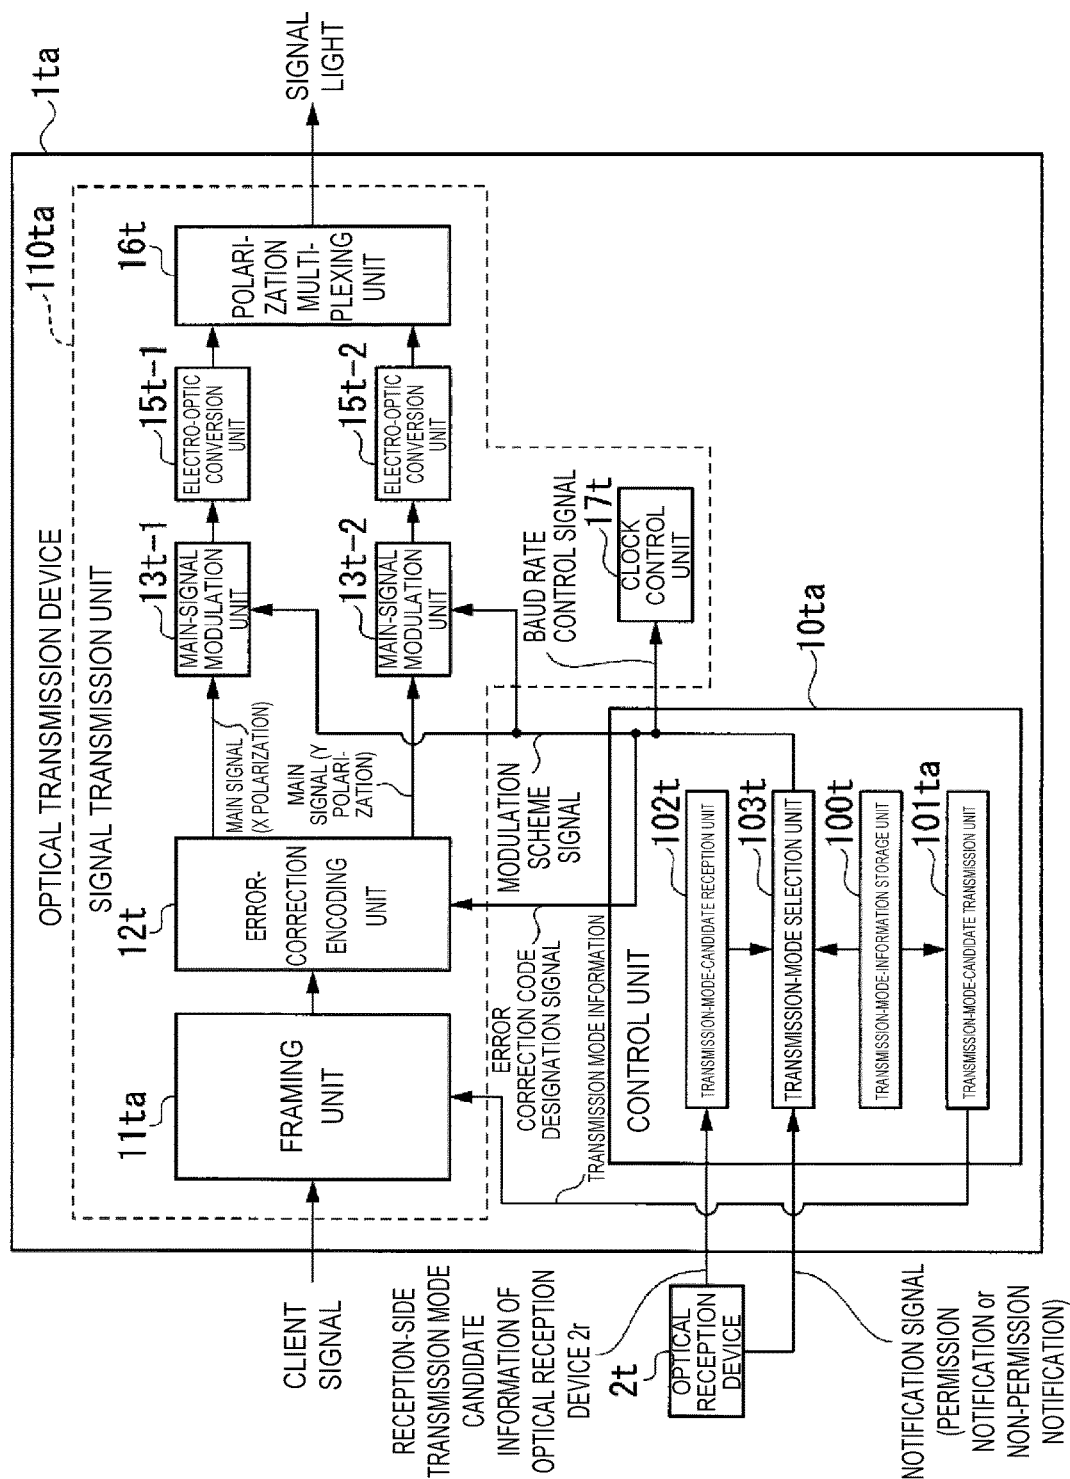 OPTICAL TRANSMISSION DEVICE
1ta
SIGNAL TRANSMISSION UNIT
110ta
CLIENT
SIGNAL
11ta
FRAMING
UNIT
12t
ERROR-
CORRECTION
ENCODING
UNIT
MAIN SIGNAL
(X POLARIZATION)
MAIN
SIGNAL (Y
POLARI-
ZATION)
13t-1
MAIN-SIGNAL
MODULATION
UNIT
13t-2
MAIN-SIGNAL
MODULATION
UNIT
15t-1
ELECTRO-OPTIC
CONVERSION
UNIT
15t-2
ELECTRO-OPTIC
CONVERSION
UNIT
16t
POLARI-
ZATION
MULTI-
PLEXING
UNIT
SIGNAL
LIGHT
MODULATION
SCHEME
SIGNAL
BAUD RATE
CONTROL SIGNAL
17t
CLOCK
CONTROL
UNIT
ERROR
CORRECTION CODE
DESIGNATION SIGNAL
TRANSMISSION MODE INFORMATION
CONTROL UNIT
10ta
102t
TRANSMISSION-MODE-CANDIDATE RECEPTION UNIT
103t
TRANSMISSION-MODE SELECTION UNIT
100t
TRANSMISSION-MODE-INFORMATION STORAGE UNIT
101ta
TRANSMISSION-MODE-CANDIDATE TRANSMISSION UNIT
RECEPTION-SIDE
TRANSMISSION MODE
CANDIDATE
INFORMATION OF
OPTICAL RECEPTION
DEVICE 2r
2t
OPTICAL
RECEPTION
DEVICE
NOTIFICATION SIGNAL
(PERMISSION
NOTIFICATION or
NON-PERMISSION
NOTIFICATION)